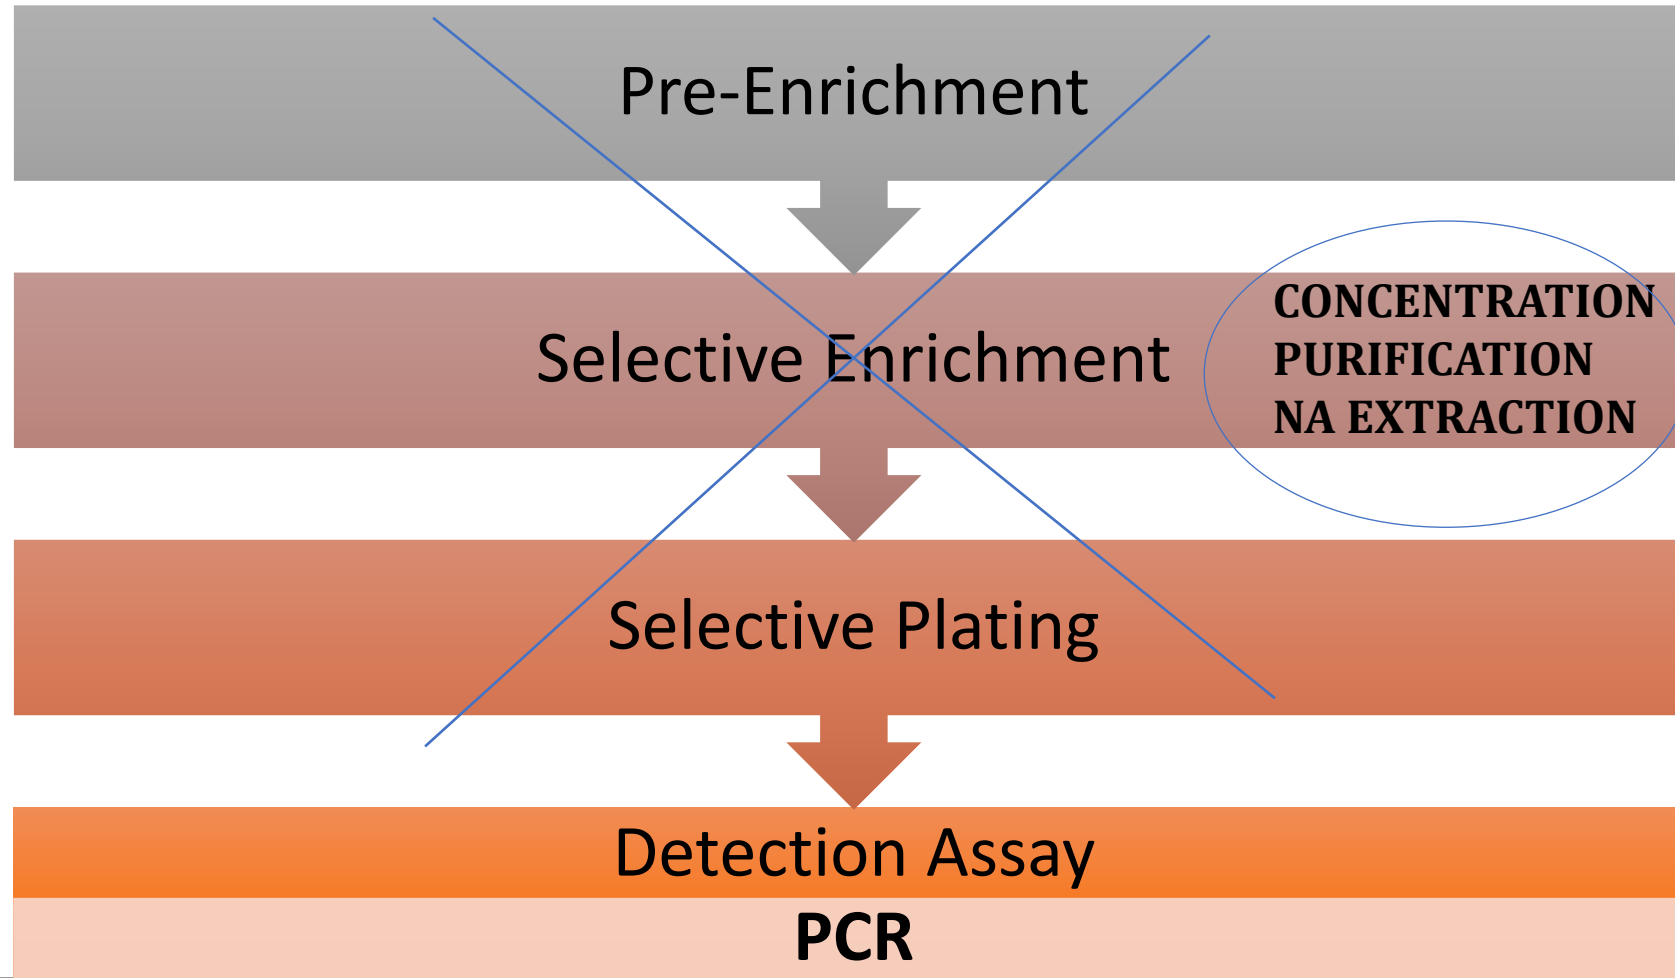 Pre-Enrichment
Selective Enrichment
CONCENTRATION
PURIFICATION
NA EXTRACTION
Selective Plating
Detection Assay
PCR